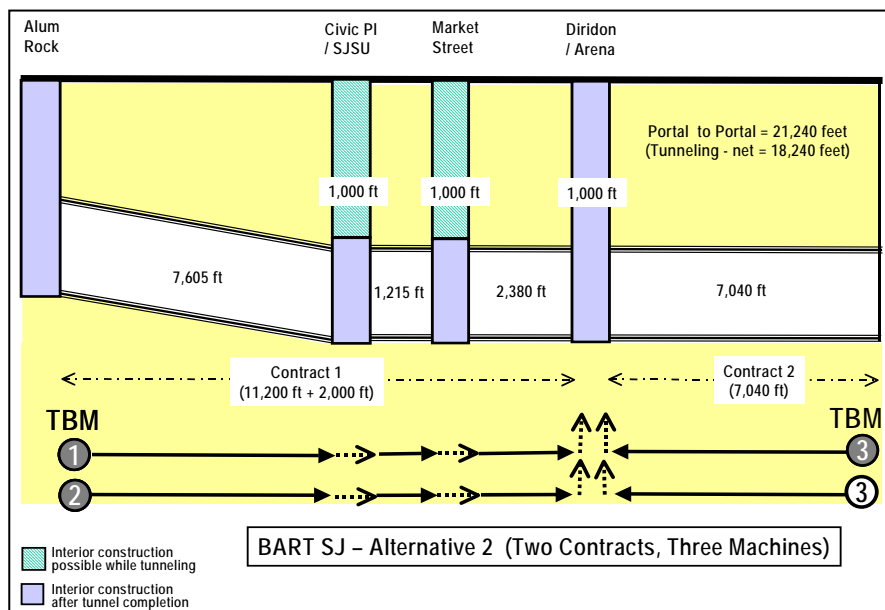 Alum
Rock
Civic Pl
/ SJSU
Market
Street
Diridon
/ Arena
Portal to Portal = 21,240 feet
(Tunneling - net = 18,240 feet)
1,000 ft
1,000 ft
1,000 ft
7,605 ft
1,215 ft
2,380 ft
7,040 ft
Contract 1
(11,200 ft + 2,000 ft)
Contract 2
(7,040 ft)
TBM
TBM
1
3
2
3
BART SJ – Alternative 2 (Two Contracts, Three Machines)
Interior construction
possible while tunneling
Interior construction
after tunnel completion